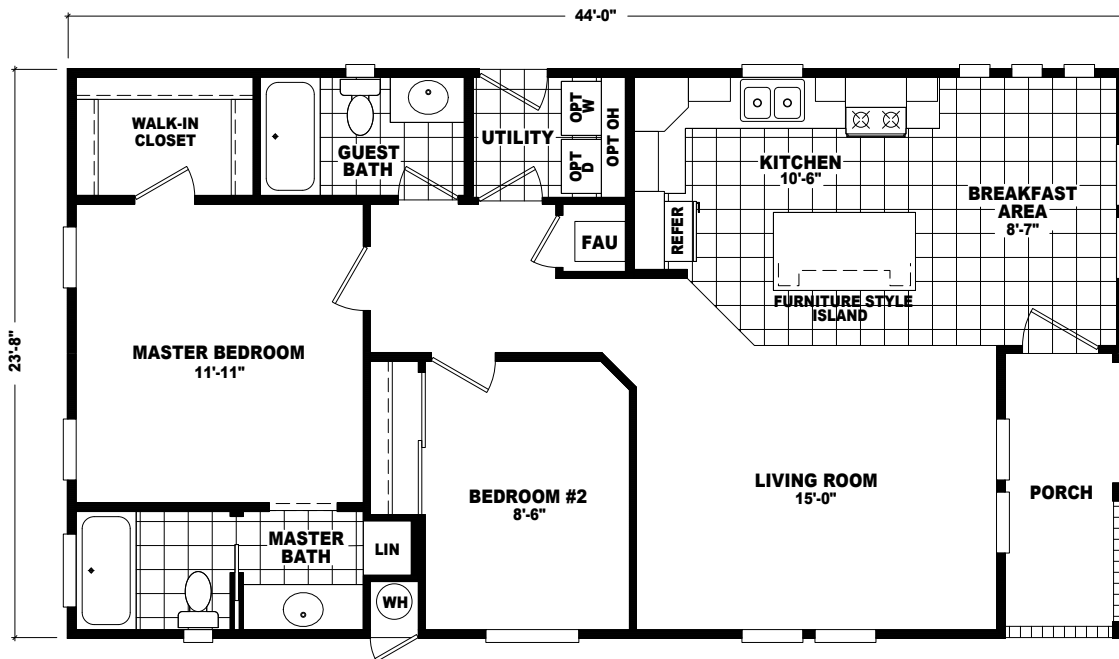 44'-0"
23'-8"
WALK-IN
CLOSET
GUEST
BATH
UTILITY
OPT
W
OPT
D
OPT OH
KITCHEN
10'-6"
BREAKFAST
AREA
8'-7"
REFER
FAU
FURNITURE STYLE
ISLAND
MASTER BEDROOM
11'-11"
BEDROOM #2
8'-6"
LIVING ROOM
15'-0"
PORCH
MASTER
BATH
LIN
WH